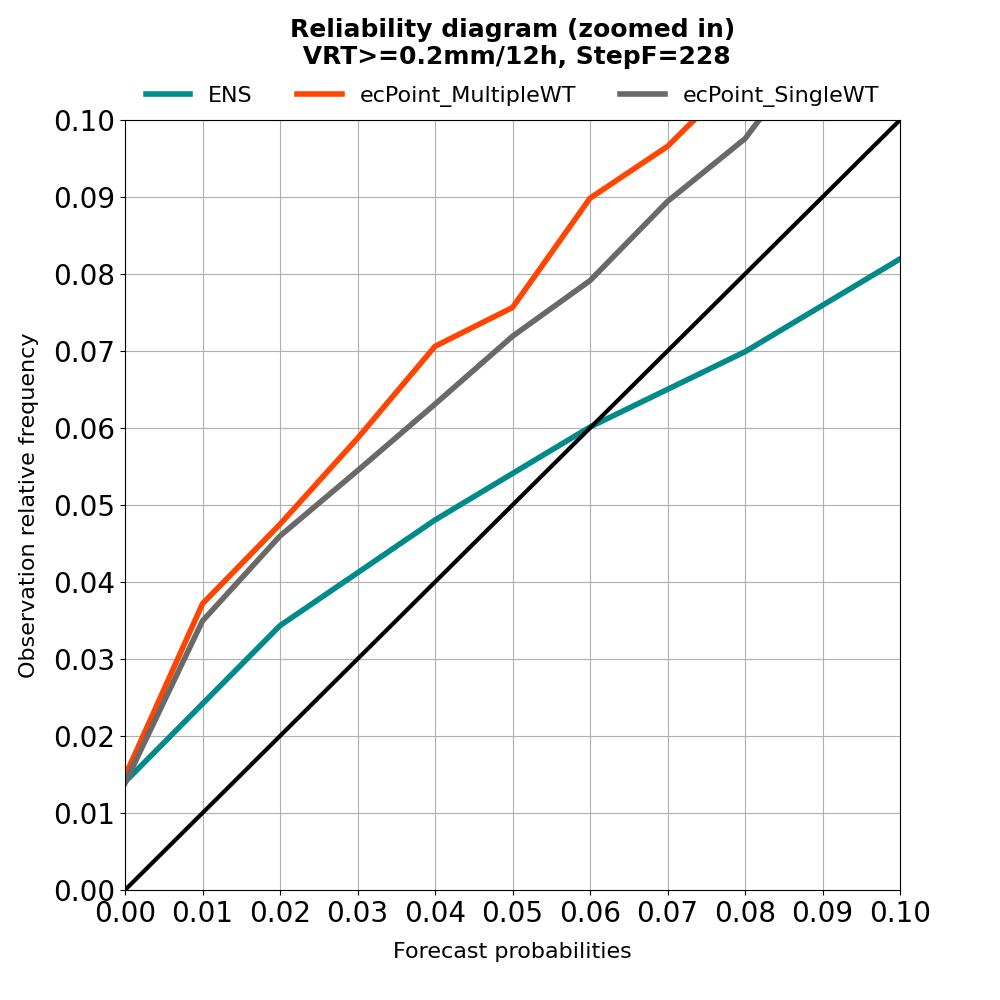 Reliability diagram (zoomed in)
VRT>=0.2mm/12h, StepF=228
ENS ecPoint_MultipleWT ecPoint_SingleWT
0.10
0.09
0.08
0.07
0.06
0.05
0.04
0.03
0.02
0.01
0.00
Observation relative frequency
0.00 0.01 0.02 0.03 0.04 0.05 0.06 0.07 0.08 0.09 0.10
Forecast probabilities